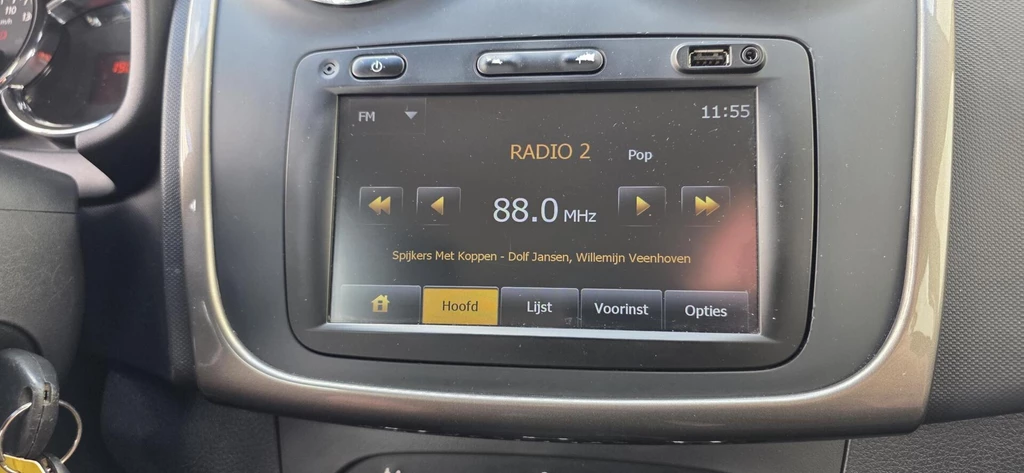 110
FM
11:55
RADIO 2 Pop
88.0 MHz
Spijkers Met Koppen - Dolf Jansen, Willemijn Veenhoven
Hoofd Lijst Voorinst Opties